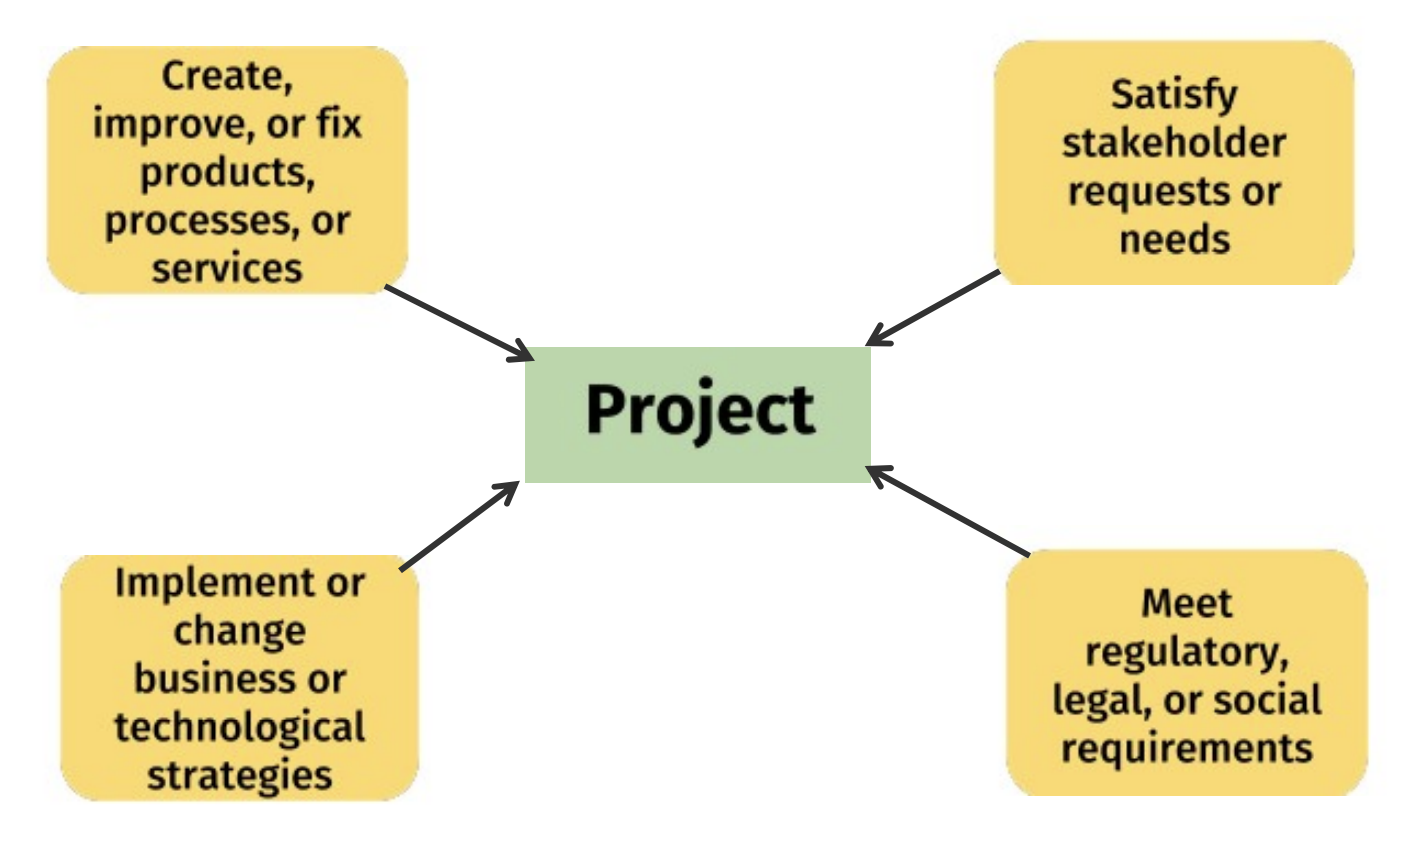 Create,
improve, or fix
products,
processes, or
services
Satisfy
stakeholder
requests or
needs
Project
Implement or
change
business or
technological
strategies
Meet
regulatory,
legal, or social
requirements